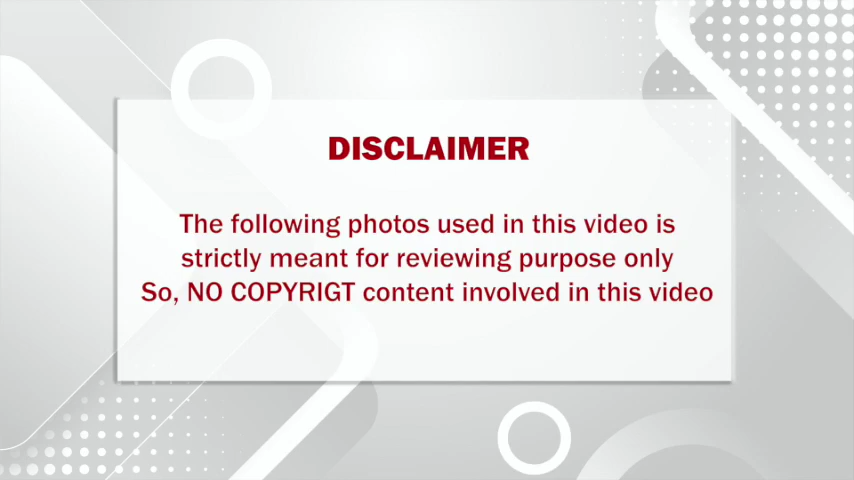 DISCLAIMER
The following photos used in this video is
strictly meant for reviewing purpose only
So, NO COPYRIGT content involved in this video